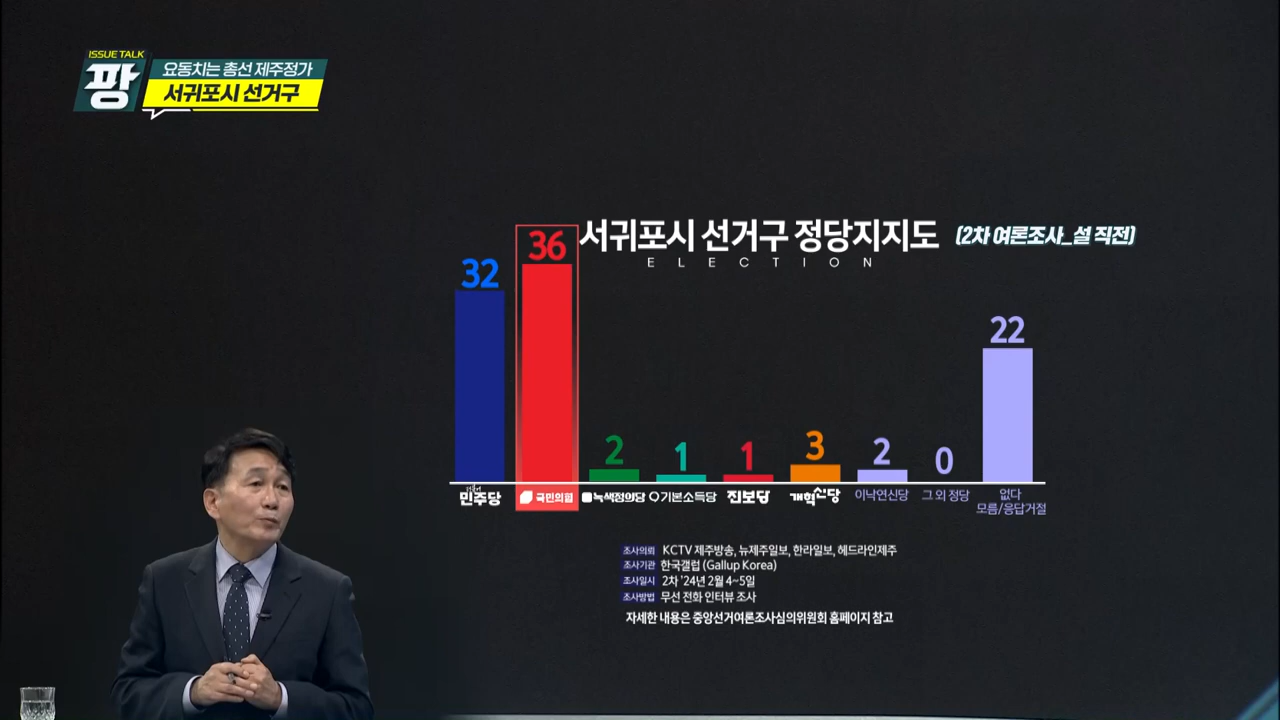 ISSUE TALK
팡
요동치는 총선 제주정가
서귀포시 선거구
서귀포시 선거구 정당지지도 (2차 여론조사_설 직전)
ELECTION
32 36 2 1 1 3 2 0 22
더불어민주당 국민의힘 녹색정의당 기본소득당 진보당 개혁신당 이낙연신당 그 외 정당 없다
모름/응답거절
조사의뢰 KCTV 제주방송, 뉴제주일보, 한라일보, 헤드라인제주
조사기관 한국갤럽 (Gallup Korea)
조사일시 2차 '24년 2월 4~5일
조사방법 무선 전화 인터뷰 조사
자세한 내용은 중앙선거여론조사심의위원회 홈페이지 참고